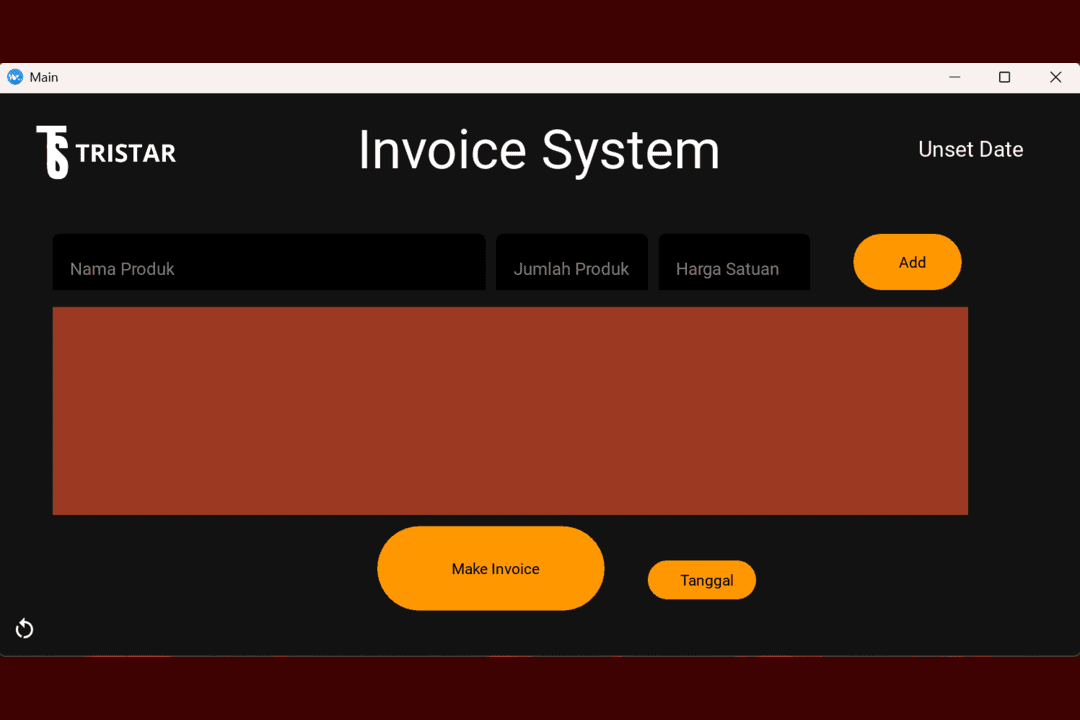 Main
TRISTAR
Invoice System
Unset Date
Nama Produk
Jumlah Produk
Harga Satuan
Add
Make Invoice
Tanggal